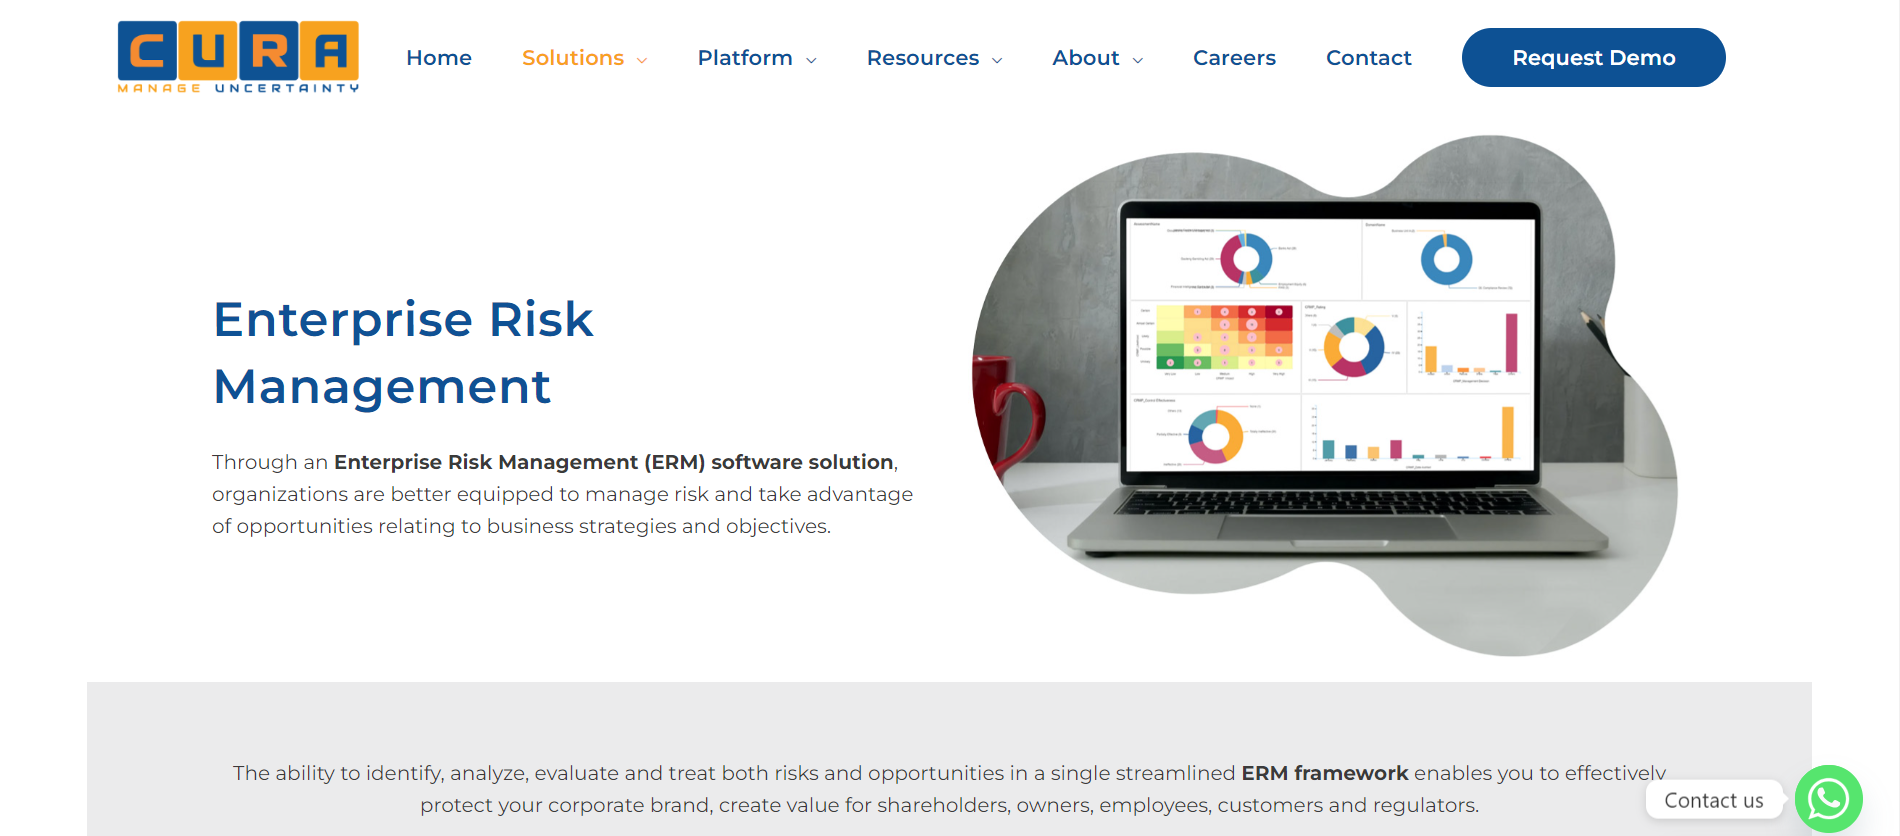 CURA
MANAGE UNCERTAINTY
Home
Solutions
Platform
Resources
About
Careers
Contact
Request Demo
Enterprise Risk
Management
Through an Enterprise Risk Management (ERM) software solution,
organizations are better equipped to manage risk and take advantage
of opportunities relating to business strategies and objectives.
The ability to identify, analyze, evaluate and treat both risks and opportunities in a single streamlined ERM framework enables you to effectively
protect your corporate brand, create value for shareholders, owners, employees, customers and regulators.
Contact us